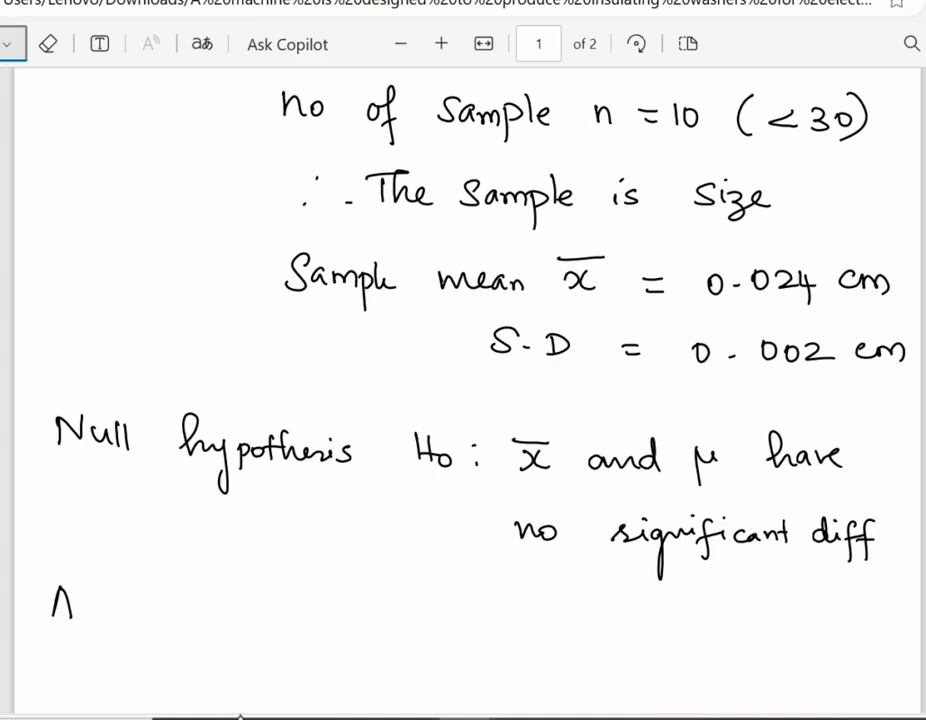 Users/Lenovo/Downloads/A%20machine%20is%20designed%20to%20produce%20insulating%20washers%20for%20elect...
Ask Copilot
1 of 2
no of Sample n = 10 (<30)
∴ The Sample is Size
Sample mean x̄ = 0.024 cm
S.D = 0.002 cm
Null hypothesis H₀ : x̄ and μ have
no significant diff